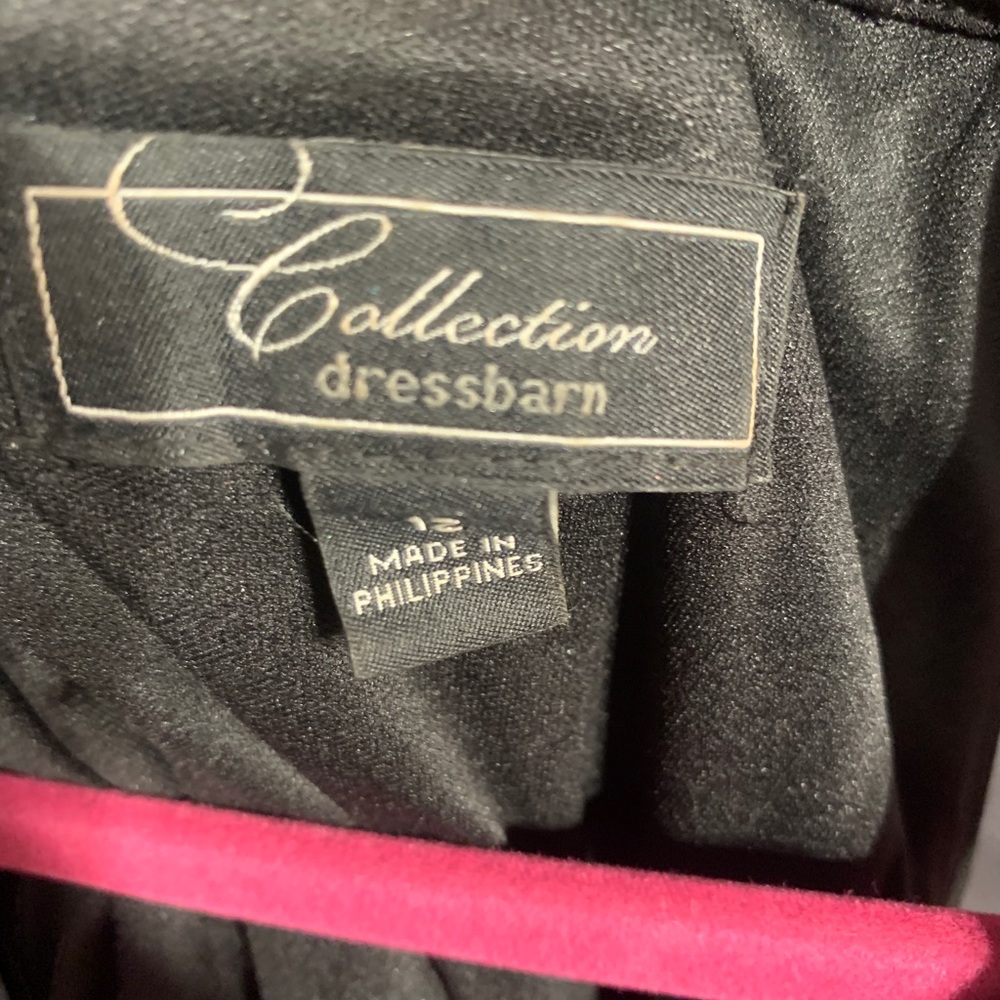 Collection
dressbarn
12
MADE IN
PHILIPPINES